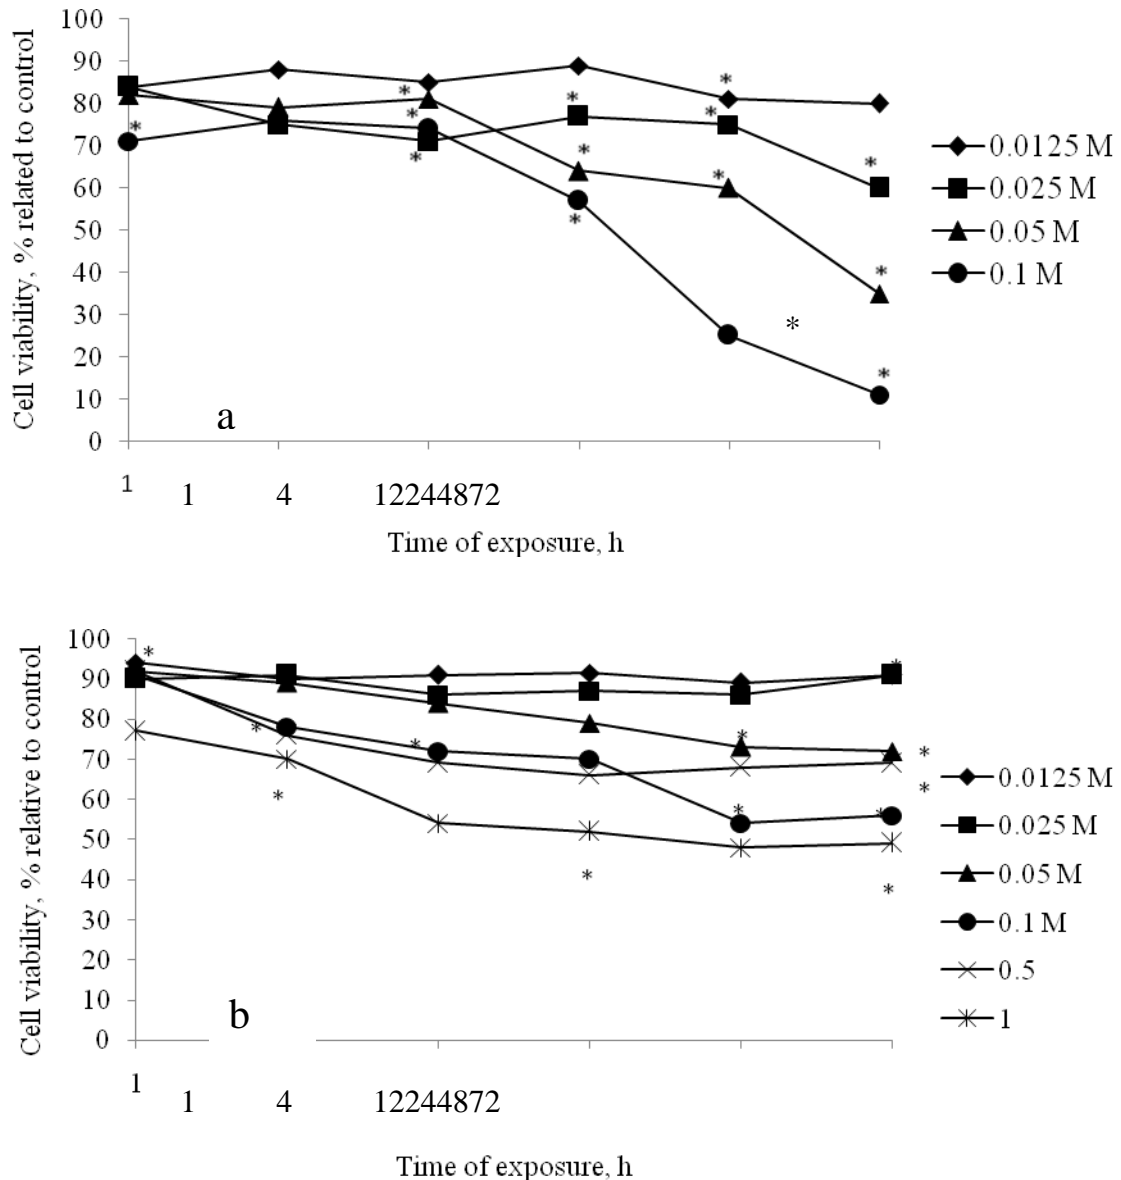 Cell viability, % related to control
100
90
80
70
60
50
40
30
20
10
0
a
0.0125 M
0.025 M
0.05 M
0.1 M
1
1 4 12244872
Time of exposure, h
Cell viability, % relative to control
100
90
80
70
60
50
40
30
20
10
0
b
0.0125 M
0.025 M
0.05 M
0.1 M
0.5
1
1
1 4 12244872
Time of exposure, h